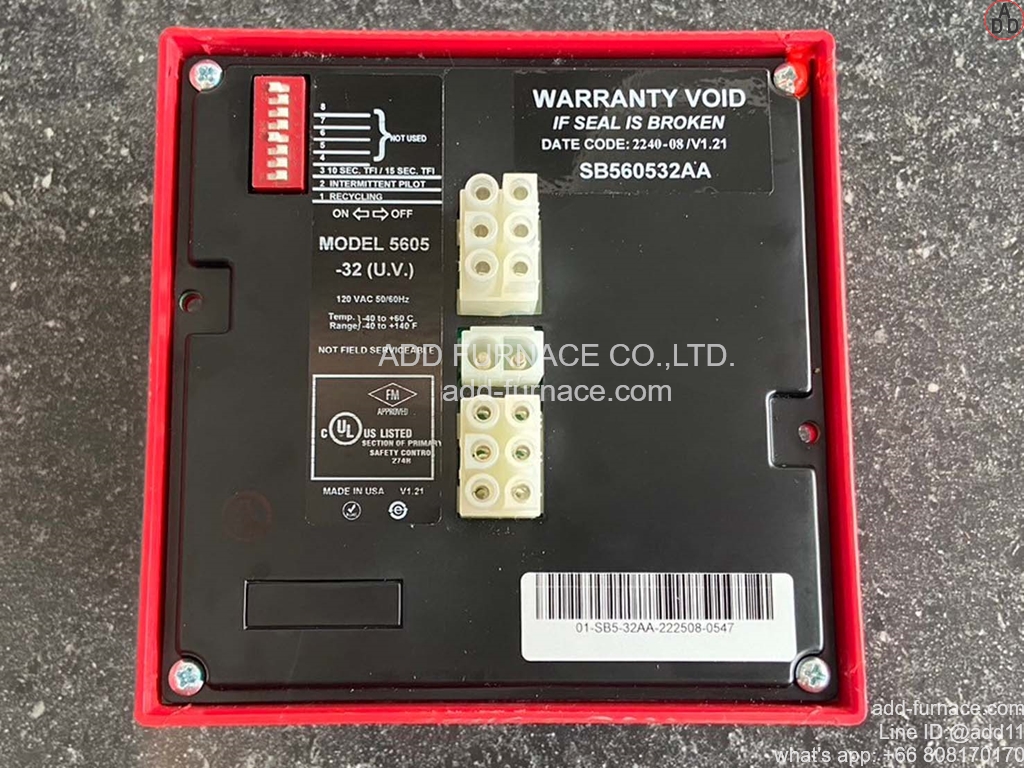 ADD
WARRANTY VOID
IF SEAL IS BROKEN
DATE CODE: 2240-08/V1.21
SB560532AA
8
7
6
5
4
NOT USED
3 10 SEC. TFI / 15 SEC. TFI
2 INTERMITTENT PILOT
1 RECYCLING
ON OFF
MODEL 5605
-32 (U.V.)
120 VAC 50/60Hz
Temp. -40 to +60 C
Range -40 to +140 F
NOT FIELD SERVICEABLE
ADD FURNACE CO.,LTD.
add-furnace.com
FM
APPROVED
C UL US LISTED
SECTION OF PRIMARY
SAFETY CONTROL
274H
MADE IN USA V1.21
01-SB5-32AA-222508-0547
add-furnace.com
Line ID:@add11
what's app: +66 808170170